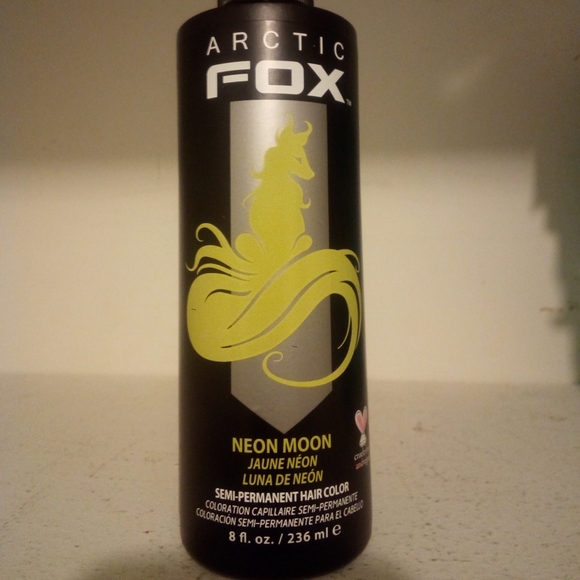 ARCTIC
FOX™
NEON MOON
JAUNE NÉON
LUNA DE NEÓN
SEMI-PERMANENT HAIR COLOR
COLORATION CAPILLAIRE SEMI-PERMANENTE
COLORACIÓN SEMI-PERMANENTE PARA EL CABELLO
8 fl. oz. / 236 ml ℮